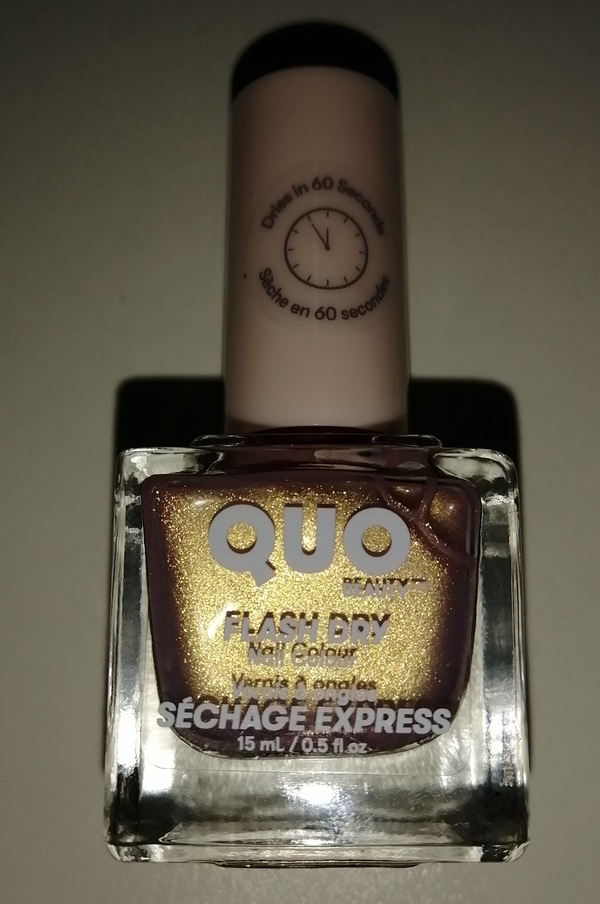 Dries in 60 Seconds
Sèche en 60 secondes
QUO
BEAUTY™
FLASH DRY
Nail Colour
Vernis à ongles
SÉCHAGE EXPRESS
15 mL / 0.5 fl oz